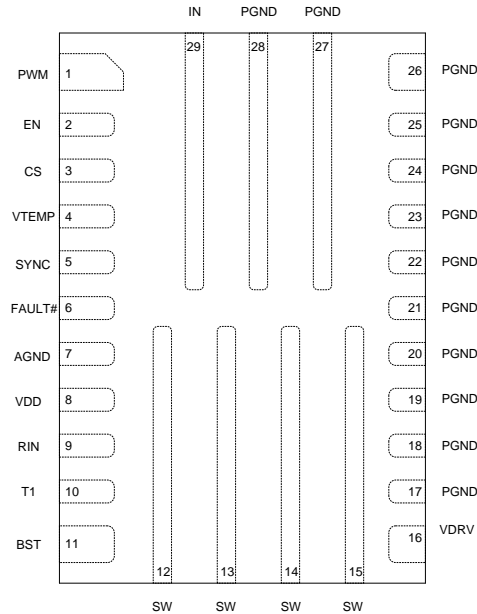 IN PGND PGND
29 28 27
PWM 1 26 PGND
EN 2 25 PGND
CS 3 24 PGND
VTEMP 4 23 PGND
SYNC 5 22 PGND
FAULT# 6 21 PGND
AGND 7 20 PGND
VDD 8 19 PGND
RIN 9 18 PGND
T1 10 17 PGND
BST 11 16 VDRV
12 13 14 15
SW SW SW SW